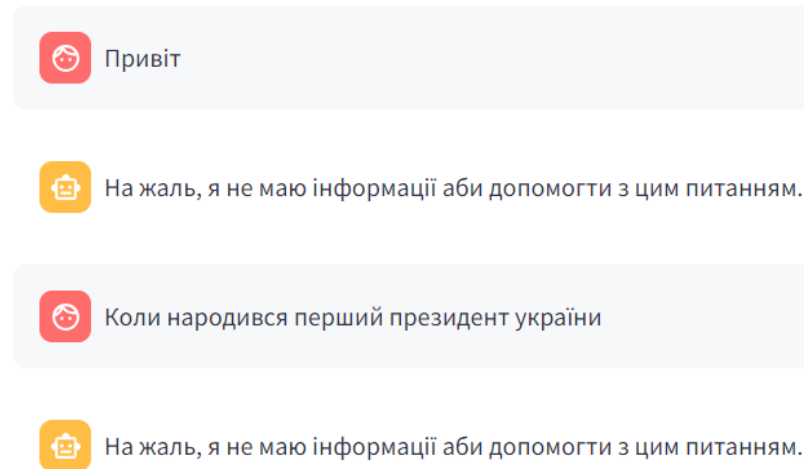 Привіт
На жаль, я не маю інформації аби допомогти з цим питанням.
Коли народився перший президент україни
На жаль, я не маю інформації аби допомогти з цим питанням.